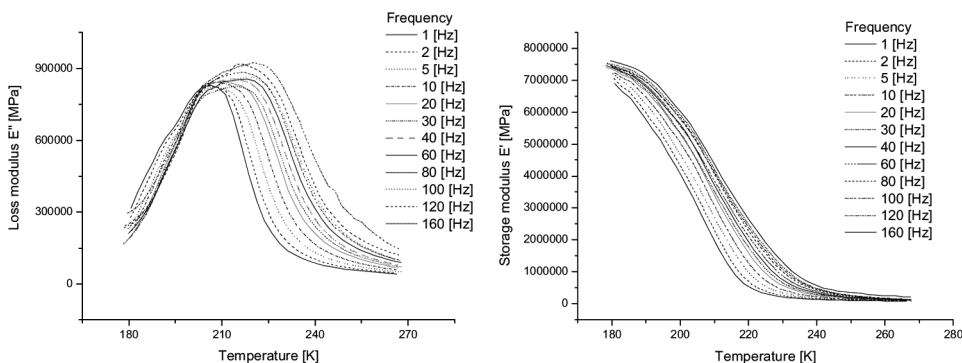 Loss modulus E" [MPa]
900000
600000
300000
0
180
210
240
270
Temperature [K]
Frequency
1 [Hz]
2 [Hz]
5 [Hz]
10 [Hz]
20 [Hz]
30 [Hz]
40 [Hz]
60 [Hz]
80 [Hz]
100 [Hz]
120 [Hz]
160 [Hz]
Storage modulus E' [MPa]
8000000
7000000
6000000
5000000
4000000
3000000
2000000
1000000
0
180
200
220
240
260
280
Temperature [K]
Frequency
1 [Hz]
2 [Hz]
5 [Hz]
10 [Hz]
20 [Hz]
30 [Hz]
40 [Hz]
60 [Hz]
80 [Hz]
100 [Hz]
120 [Hz]
160 [Hz]